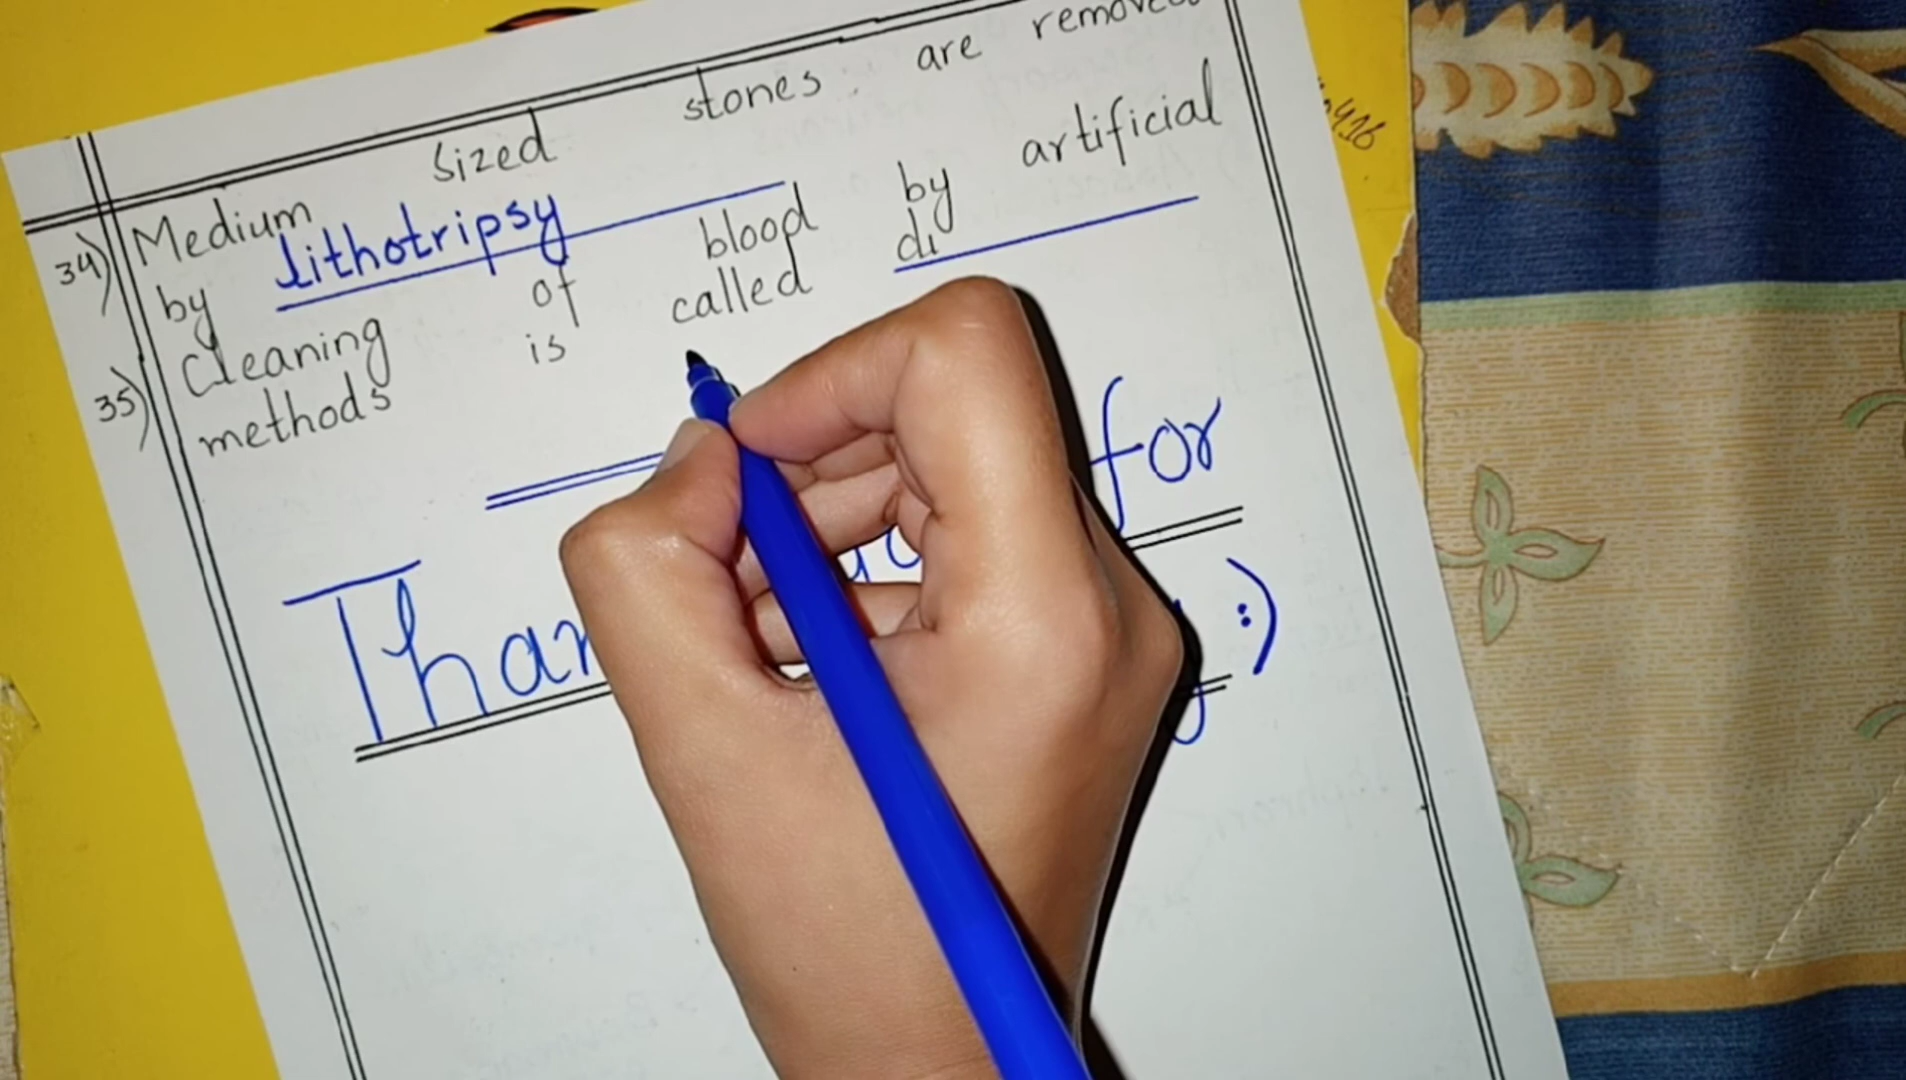 34) Medium sized stones are removed
by lithotripsy
35) Cleaning of blood by artificial
methods is called di
for
Than
:)